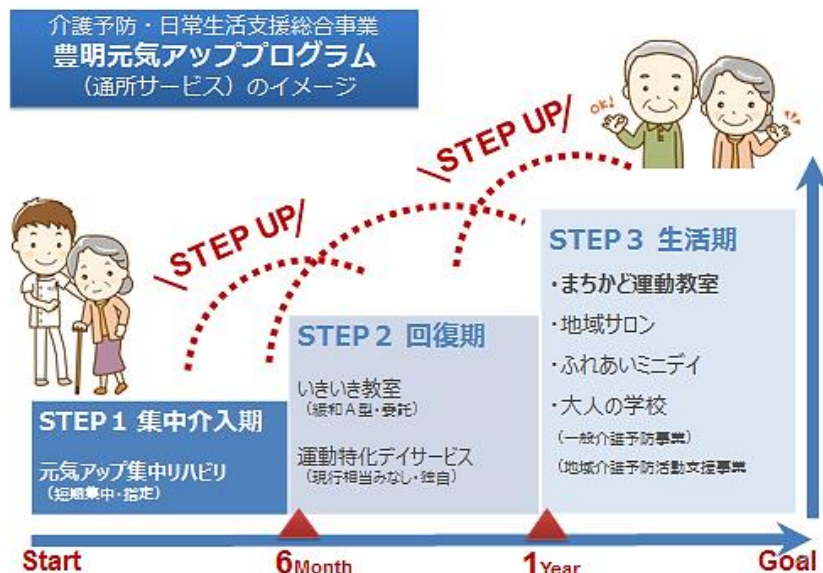 介護予防・日常生活支援総合事業
豊明元気アッププログラム
(通所サービス)のイメージ
\STEP UP/
\STEP UP/
OK!
STEP1 集中介入期
元気アップ集中リハビリ
(短期集中・指定)
STEP2 回復期
いきいき教室
(緩和A型・委託)
運動特化デイサービス
(現行相当みなし・独自)
STEP3 生活期
・まちかど運動教室
・地域サロン
・ふれあいミニデイ
・大人の学校
(一般介護予防事業)
(地域介護予防活動支援事業
Start
6Month
1Year
Goal